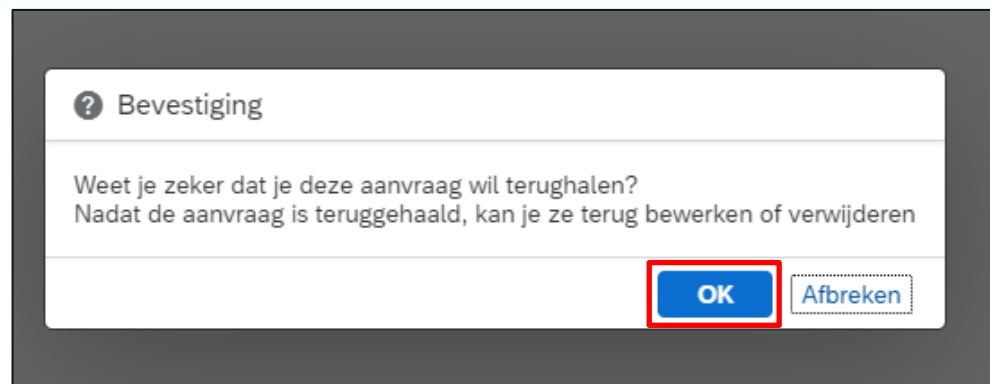 Bevestiging
Weet je zeker dat je deze aanvraag wil terughalen?
Nadat de aanvraag is teruggehaald, kan je ze terug bewerken of verwijderen
OK
Afbreken